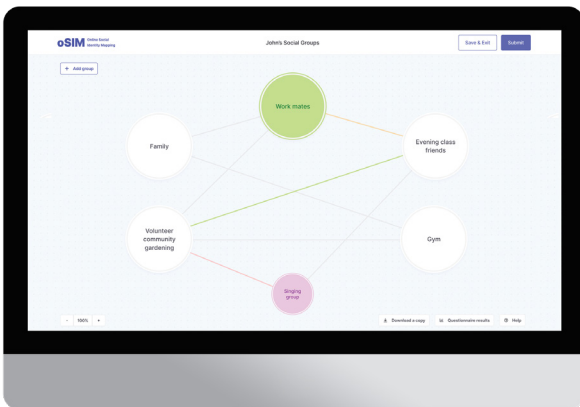 oSIM Online Social
Identity Mapping
John's Social Groups
Save & Exit
Submit
+ Add group
Work mates
Family
Evening class
friends
Volunteer
community
gardening
Gym
Singing
group
- 100% +
Download a copy
Questionnaire results
Help